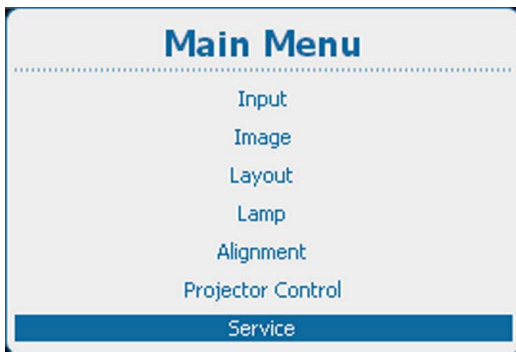 Main Menu
Input
Image
Layout
Lamp
Alignment
Projector Control
Service